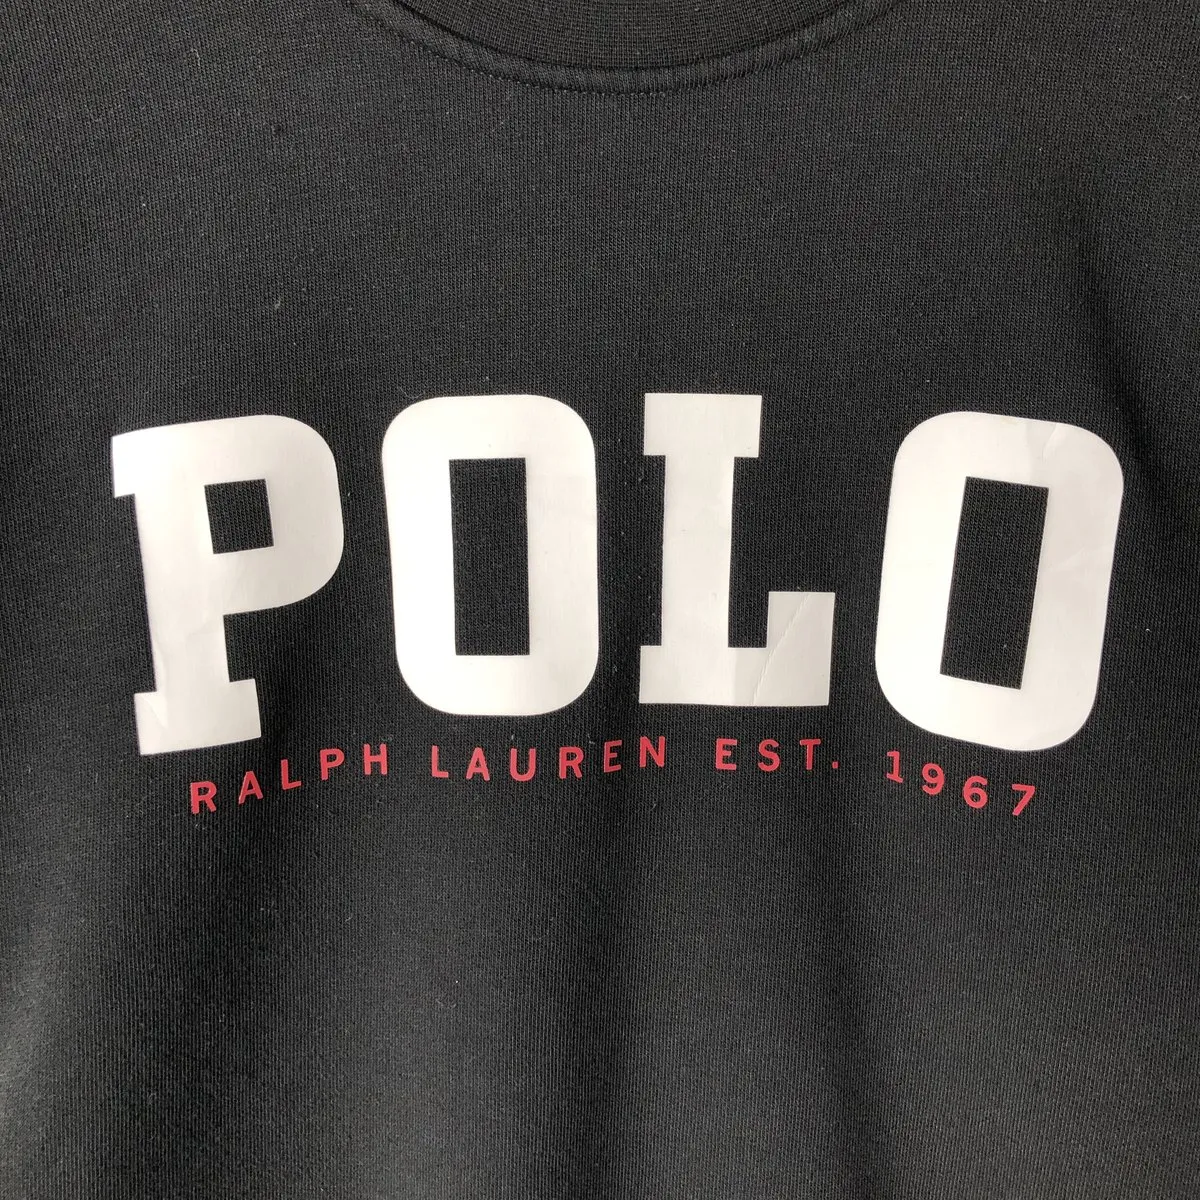 POLO
RALPH LAUREN EST. 1967